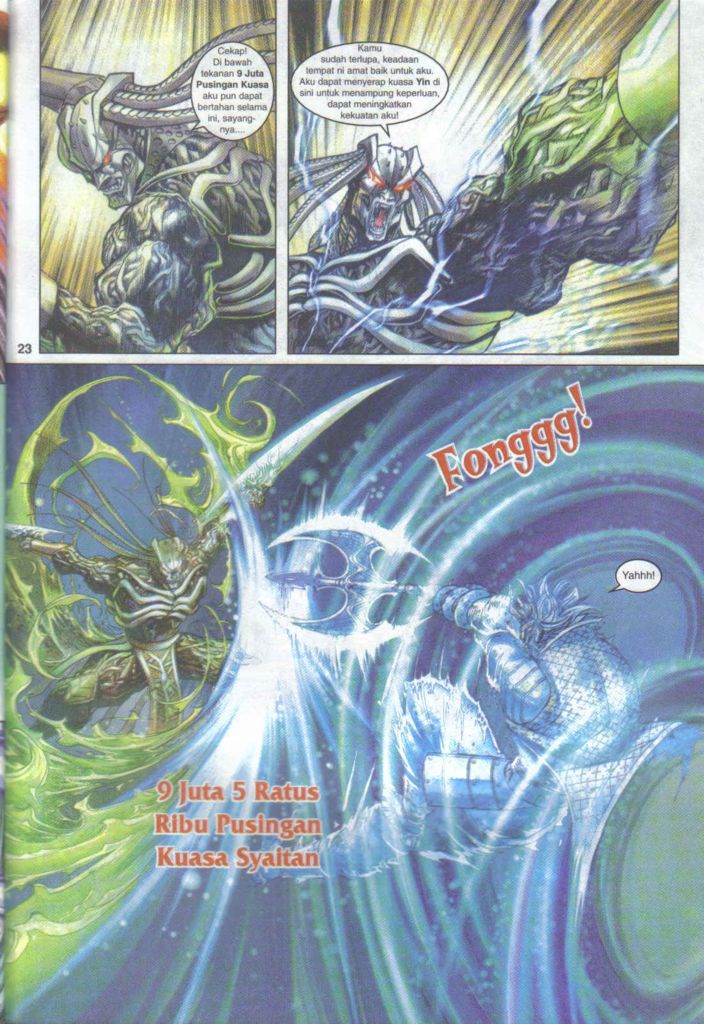 Cekap!
Di bawah
tekanan 9 Juta
Pusingan Kuasa
aku pun dapat
bertahan selama
ini, sayang-
nya....
Kamu
sudah terlupa, keadaan
tempat ni amat baik untuk aku.
Aku dapat menyerap kuasa Yin di
sini untuk menampung keperluan,
dapat meningkatkan
kekuatan aku!
23
Fonggg!
Yahhh!
9 Juta 5 Ratus
Ribu Pusingan
Kuasa Syaitan